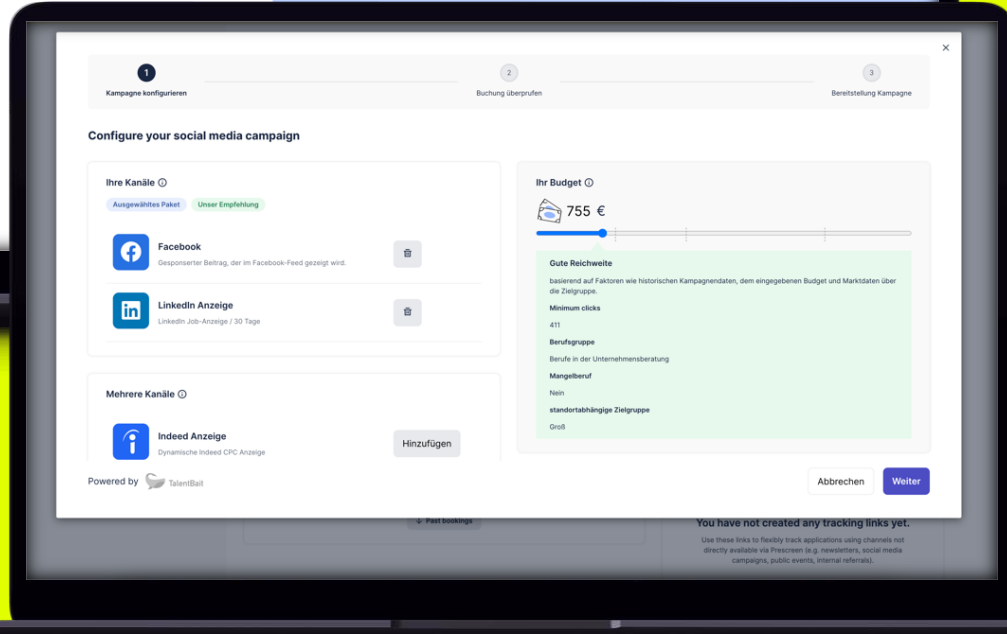 1
2
3
Kampagne konfigurieren
Buchung überprufen
Bereitstellung Kampagne
Configure your social media campaign
Ihre Kanäle
Ausgewähltes Paket
Unser Empfehlung
Facebook
Gesponserter Beitrag, der im Facebook-Feed gezeigt wird.
LinkedIn Anzeige
LinkedIn Job-Anzeige / 30 Tage
Mehrere Kanäle
Indeed Anzeige
Dynamische Indeed CPC Anzeige
Hinzufügen
Ihr Budget
755 €
Gute Reichweite
basierend auf Faktoren wie historischen Kampagnendaten, dem eingegebenen Budget und Marktdaten über
die Zielgruppe.
Minimum clicks
411
Berufsgruppe
Berufe in der Unternehmensberatung
Mangelberuf
Nein
standortabhängige Zielgruppe
Groß
Powered by TalentBait
Abbrechen
Weiter
Past bookings
You have not created any tracking links yet.
Use these links to flexibly track applications using channels not
directly available via Prescreen (e.g. newsletters, social media
campaigns, public events, internal referrals).